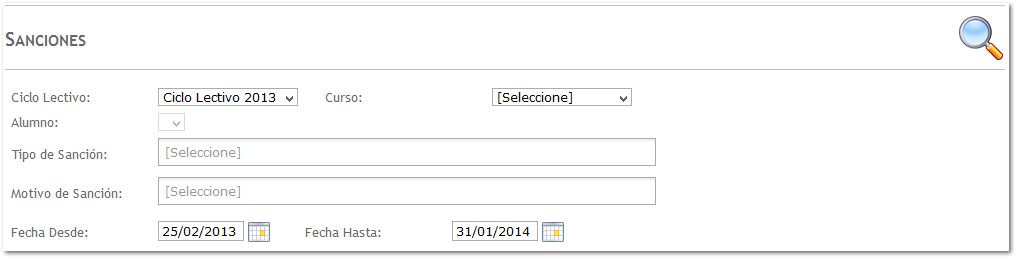 SANCIONES
Ciclo Lectivo: Ciclo Lectivo 2013 Curso: [Seleccione]
Alumno:
Tipo de Sanción: [Seleccione]
Motivo de Sanción: [Seleccione]
Fecha Desde: 25/02/2013 Fecha Hasta: 31/01/2014